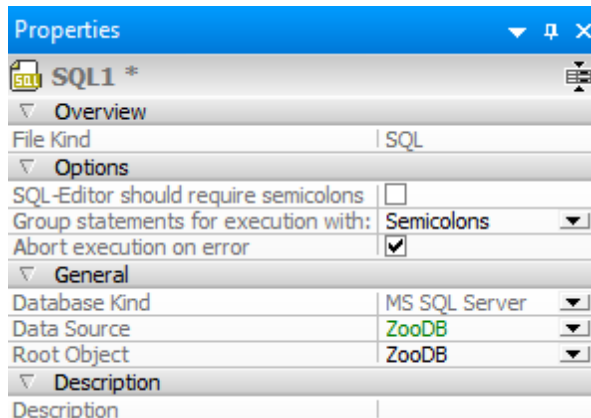 Properties
SQL1 *
Overview
File Kind SQL
Options
SQL-Editor should require semicolons
Group statements for execution with: Semicolons
Abort execution on error
General
Database Kind MS SQL Server
Data Source ZooDB
Root Object ZooDB
Description
Description